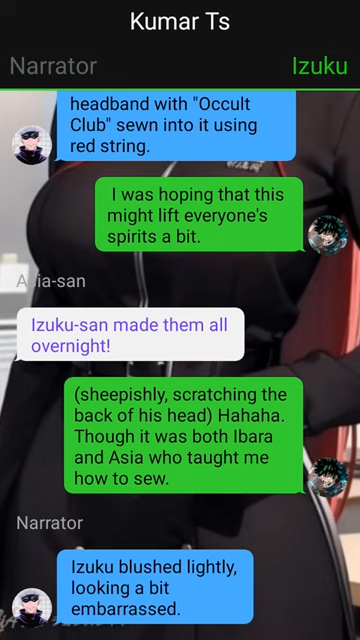 Kumar Ts
Narrator Izuku
headband with "Occult
Club" sewn into it using
red string.
I was hoping that this
might lift everyone's
spirits a bit.
Asia-san
Izuku-san made them all
overnight!
(sheepishly, scratching the
back of his head) Hahaha.
Though it was both Ibara
and Asia who taught me
how to sew.
Narrator
Izuku blushed lightly,
looking a bit
embarrassed.